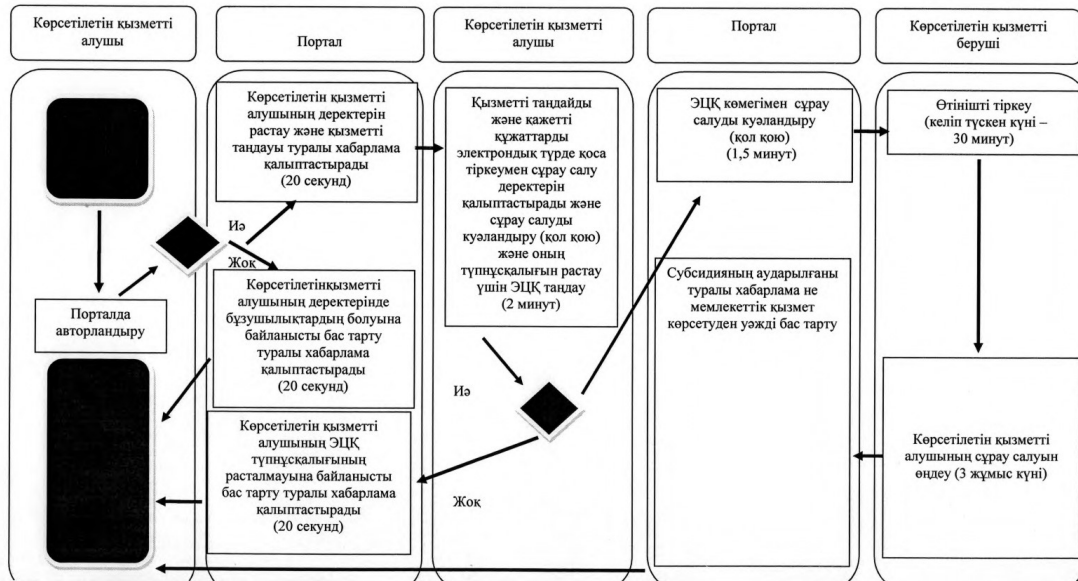 Көрсетілетін қызметті
алушы
Портал
Көрсетілетін қызметті
алушы
Портал
Көрсетілетін қызметті
беруші
Порталда
авторландыру
Көрсетілетін қызметті
алушының деректерін
растау және қызметті
таңдауы туралы хабарлама
қалыптастырады
(20 секунд)
Иә
Жоқ
Көрсетілетінқызметті
алушының деректерінде
бұзушылықтардың болуына
байланысты бас тарту
туралы хабарлама
қалыптастырады
(20 секунд)
Көрсетілетін қызметті
алушының ЭЦҚ
түпнұсқалығының
расталмауына байланысты
бас тарту туралы хабарлама
қалыптастырады
(20 секунд)
Қызметті таңдайды
және қажетті
құжаттарды
электрондық түрде қоса
тіркеумен сұрау салу
деректерін
қалыптастырады және
сұрау салуды
куәландыру (қол қою)
және оның
түпнұсқалығын растау
үшін ЭЦҚ таңдау
(2 минут)
Иә
Жоқ
ЭЦҚ көмегімен сұрау
салуды куәландыру
(қол қою)
(1,5 минут)
Субсидияның аударылғаны
туралы хабарлама не
мемлекеттік қызмет
көрсетуден уәжді бас тарту
Өтінішті тіркеу
(келіп түскен күні –
30 минут)
Көрсетілетін қызметті
алушының сұрау салуын
өңдеу (3 жұмыс күні)